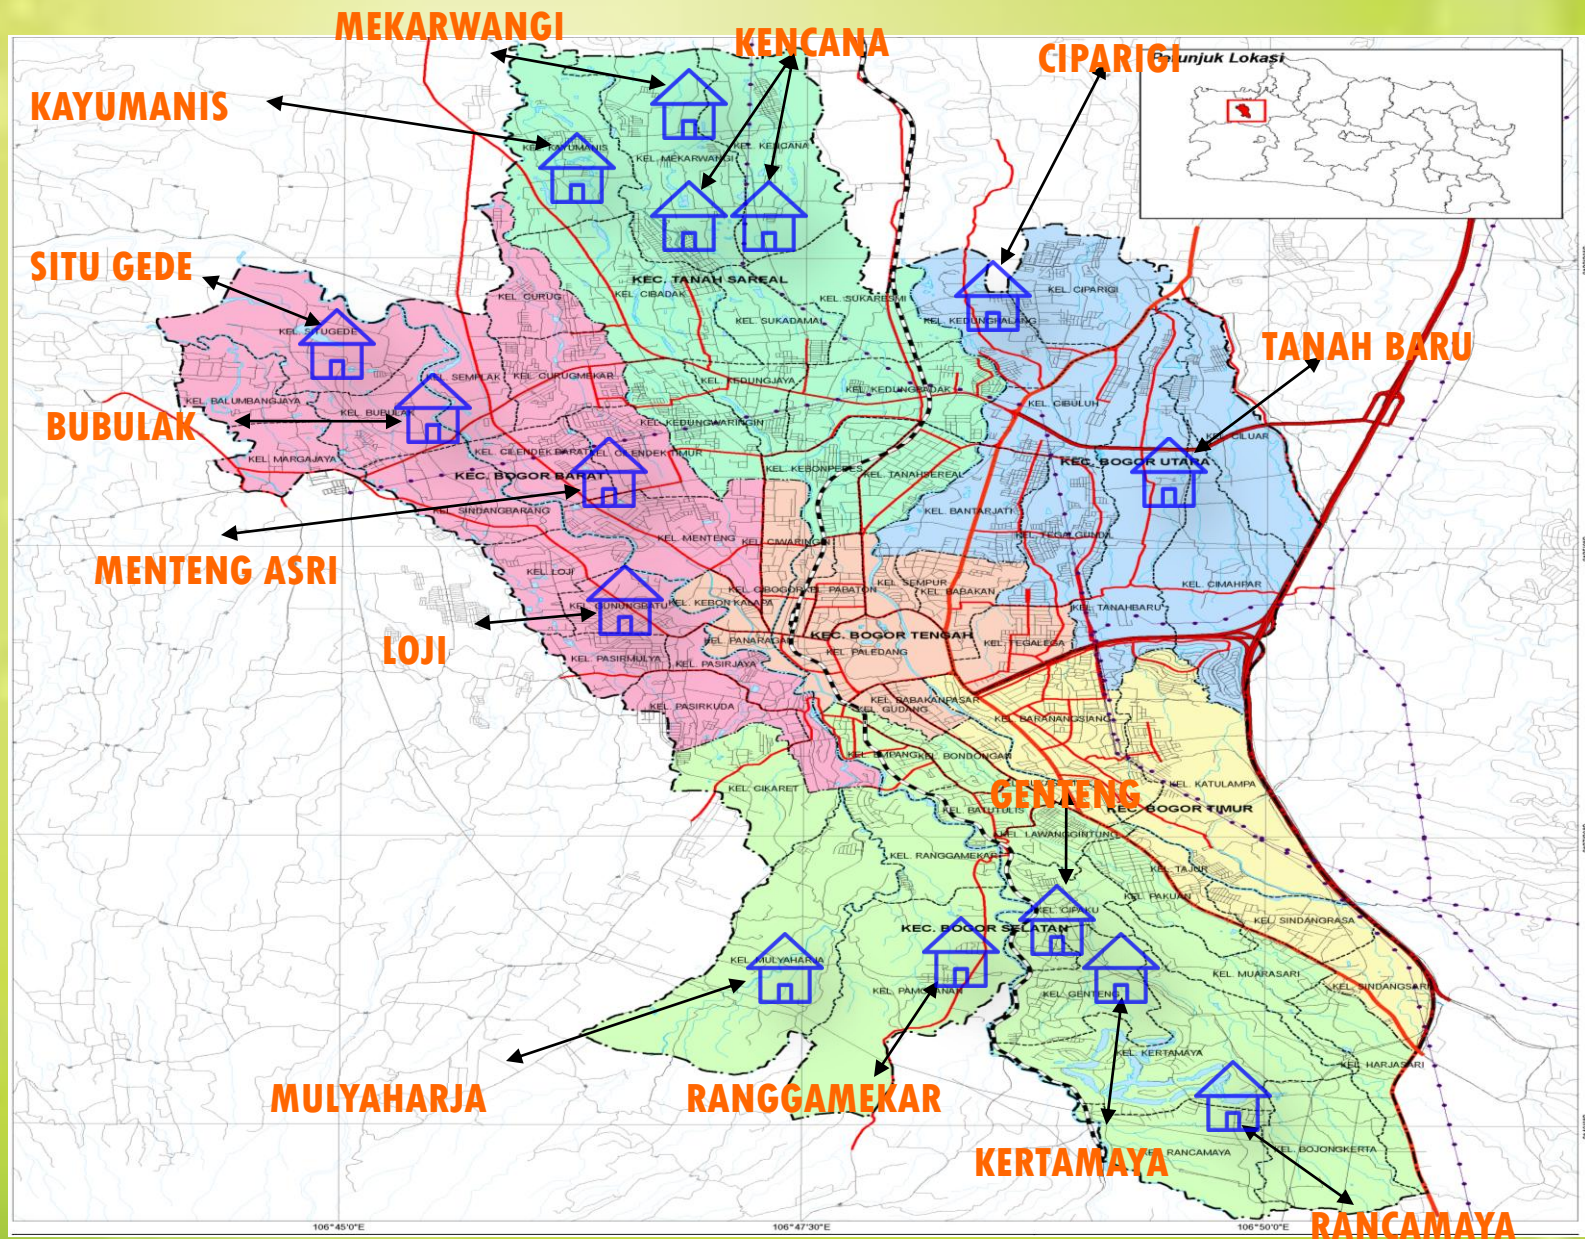 MEKARWANGI
KENCANA
CIPARIGI
Petunjuk Lokasi
KAYUMANIS
KEL. KAYUMANIS
KEL. MEKARWANGI
KEL. KENCANA
SITU GEDE
KEC. TANAH SAREAL
KEL. CURUG
KEL. CIBADAK
KEL. SUKARESMI
KEL. CIPARIGI
KEL. SUKADAMAI
KEL. KEDUNGHALANG
KEL. SITUGEDE
TANAH BARU
KEL. SEMPLAK
KEL. CURUGMEKAR
KEL. KEDUNGJAYA
KEL. KEDUNGBADAK
KEL. BALUMBANGJAYA
KEL. BUBULAK
KEL. CIBULUH
BUBULAK
KEL. KEDUNGWARINGIN
KEL. CILUAR
KEL. MARGAJAYA
KEL. CILENDEK BARAT
KEL. CILENDEK TIMUR
KEC. BOGOR BARAT
KEL. KEBONPEDES
KEL. TANAHSEREAL
KEC. BOGOR UTARA
KEL. SINDANGBARANG
KEL. BANTARJATI
KEL. MENTENG
KEL. CIWARINGIN
KEL. TEGALGUNDIL
MENTENG ASRI
KEL. LOJI
KEL. CIBOGOR
KEL. PABATON
KEL. SEMPUR
KEL. BABAKAN
KEL. CIMAHPAR
KEL. GUNUNGBATU
KEL. KEBON KALAPA
KEL. TANAHBARU
LOJI
KEL. PANARAGAN
KEC. BOGOR TENGAH
KEL. TEGALEGA
KEL. PASIRMULYA
KEL. PASIRJAYA
KEL. PALEDANG
KEL. PASIRKUDA
KEL. BABAKANPASAR
KEL. GUDANG
KEL. BARANANGSIANG
KEL. EMPANG
KEL. BONDONGAN
KEL. CIKARET
KEL. KATULAMPA
GENTENG
KEL. BATUTULIS
KEC. BOGOR TIMUR
KEL. LAWANGGINTUNG
KEL. RANGGAMEKAR
KEL. TAJUR
KEL. PAKUAN
KEL. CIPAKU
KEL. SINDANGRASA
KEC. BOGOR SELATAN
KEL. MULYAHARJA
KEL. MUARASARI
KEL. PAMOYANAN
KEL. GENTENG
KEL. SINDANGSARI
KEL. KERTAMAYA
KEL. HARJASARI
MULYAHARJA
RANGGAMEKAR
KERTAMAYA
KEL. RANCAMAYA
KEL. BOJONGKERTA
RANCAMAYA
106°45'0"E
106°47'30"E
106°50'0"E